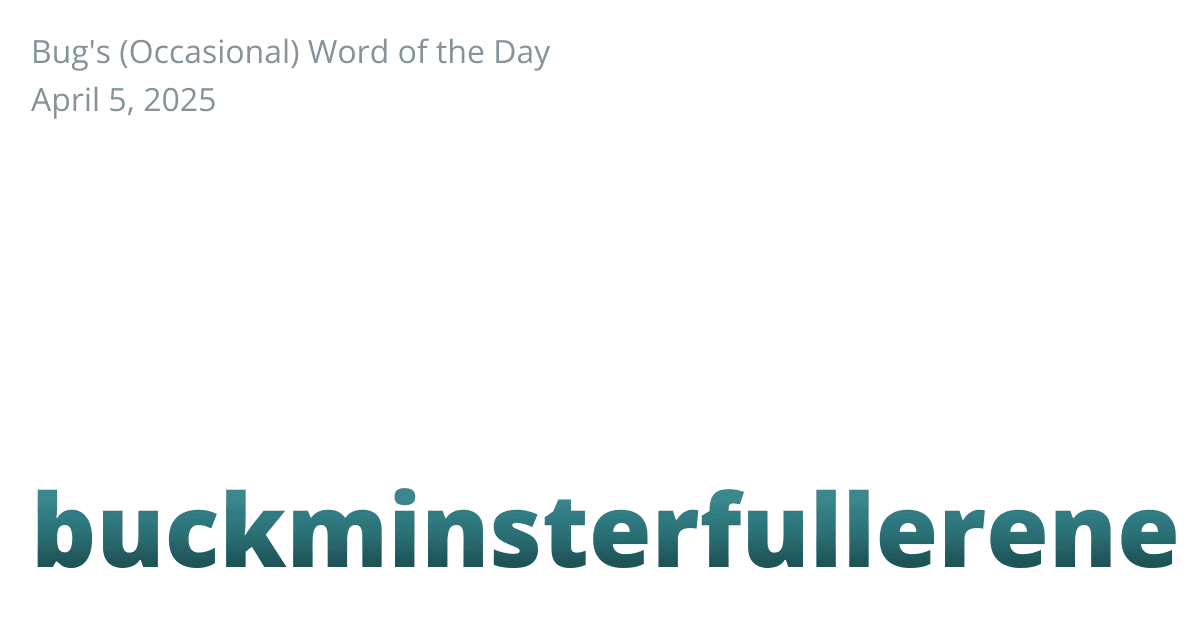 Bug's (Occasional) Word of the Day
April 5, 2025
buckminsterfullerene